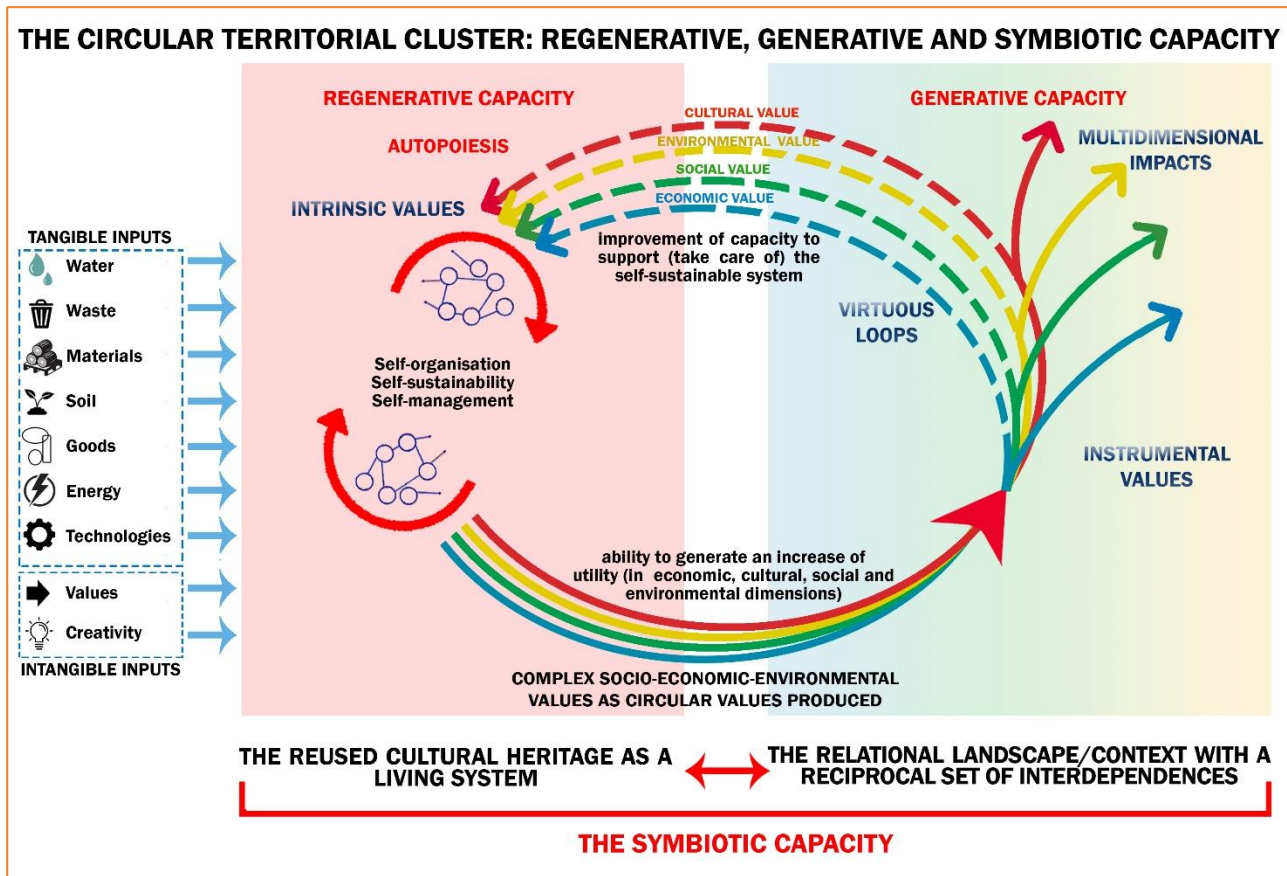 THE CIRCULAR TERRITORIAL CLUSTER: REGENERATIVE, GENERATIVE AND SYMBIOTIC CAPACITY
REGENERATIVE CAPACITY
AUTOPOIESIS
INTRINSIC VALUES
CULTURAL VALUE
ENVIRONMENTAL VALUE
SOCIAL VALUE
ECONOMIC VALUE
improvement of capacity to
support (take care of) the
self-sustainable system
GENERATIVE CAPACITY
MULTIDIMENSIONAL
IMPACTS
VIRTUOUS
LOOPS
INSTRUMENTAL
VALUES
TANGIBLE INPUTS
Water
Waste
Materials
Soil
Goods
Energy
Technologies
Values
Creativity
INTANGIBLE INPUTS
Self-organisation
Self-sustainability
Self-management
ability to generate an increase of
utility (in economic, cultural, social and
environmental dimensions)
COMPLEX SOCIO-ECONOMIC-ENVIRONMENTAL
VALUES AS CIRCULAR VALUES PRODUCED
THE REUSED CULTURAL HERITAGE AS A
LIVING SYSTEM
THE RELATIONAL LANDSCAPE/CONTEXT WITH A
RECIPROCAL SET OF INTERDEPENDENCES
THE SYMBIOTIC CAPACITY